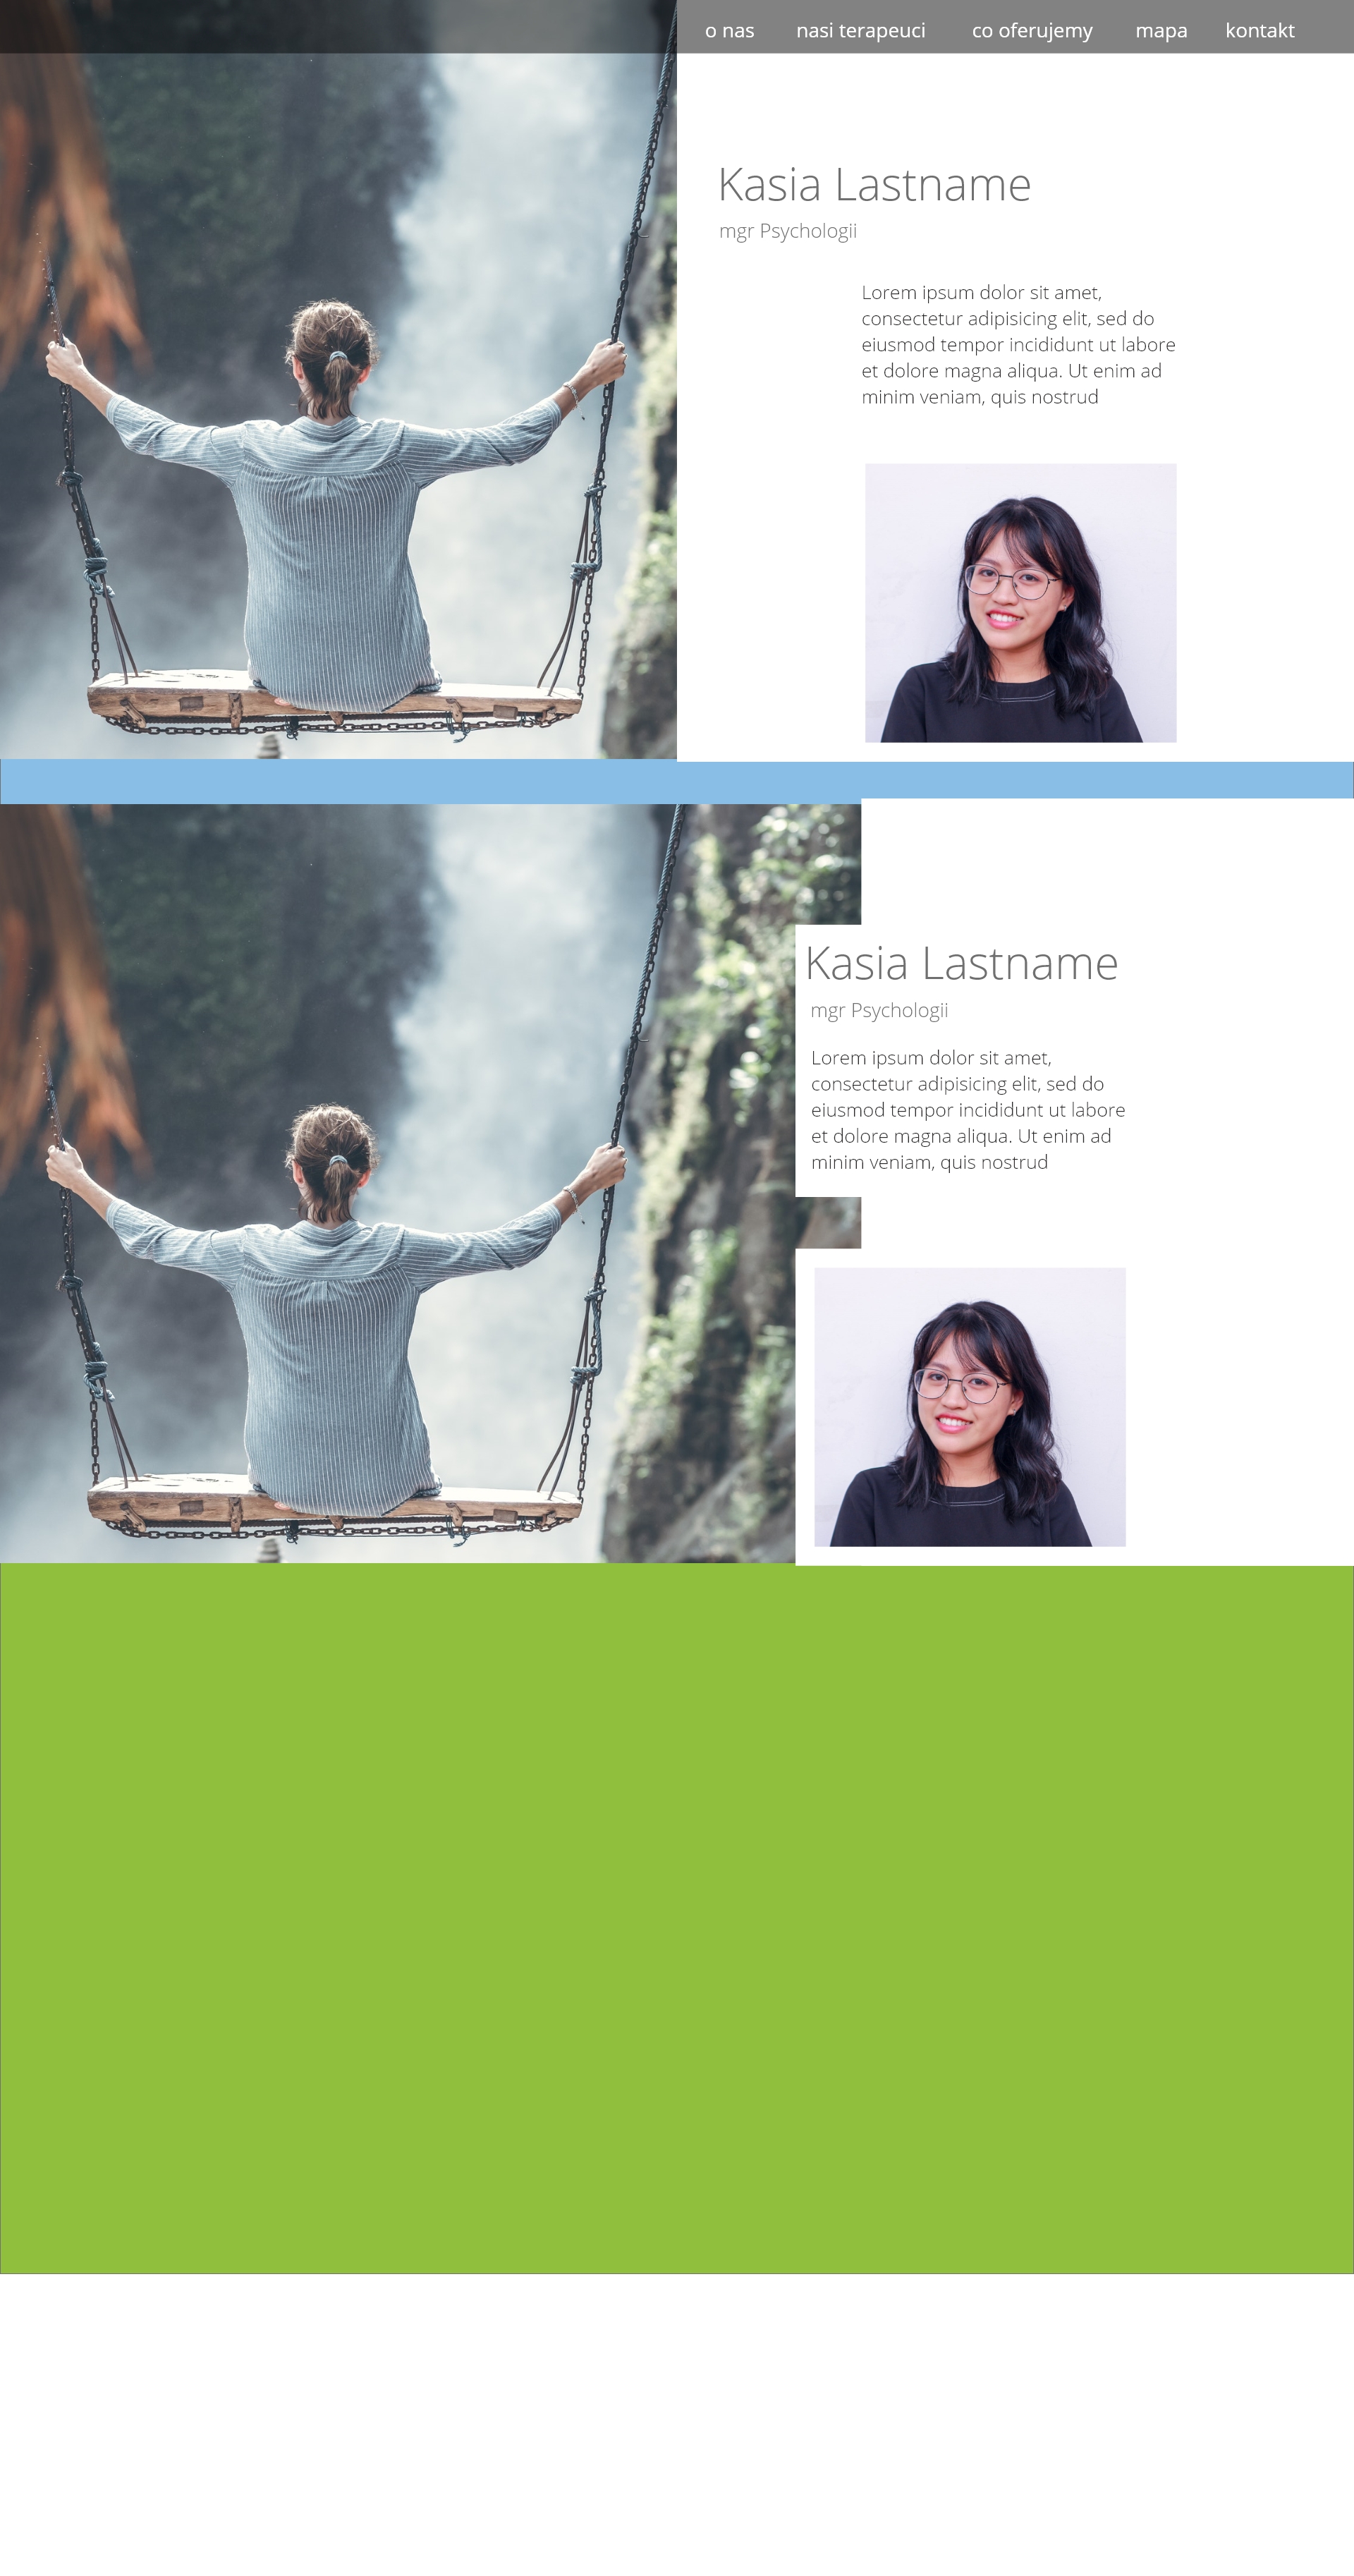 o nas nasi terapeuci co oferujemy mapa kontakt
Kasia Lastname
mgr Psychologii
Lorem ipsum dolor sit amet,
consectetur adipisicing elit, sed do
eiusmod tempor incididunt ut labore
et dolore magna aliqua. Ut enim ad
minim veniam, quis nostrud
Kasia Lastname
mgr Psychologii
Lorem ipsum dolor sit amet,
consectetur adipisicing elit, sed do
eiusmod tempor incididunt ut labore
et dolore magna aliqua. Ut enim ad
minim veniam, quis nostrud